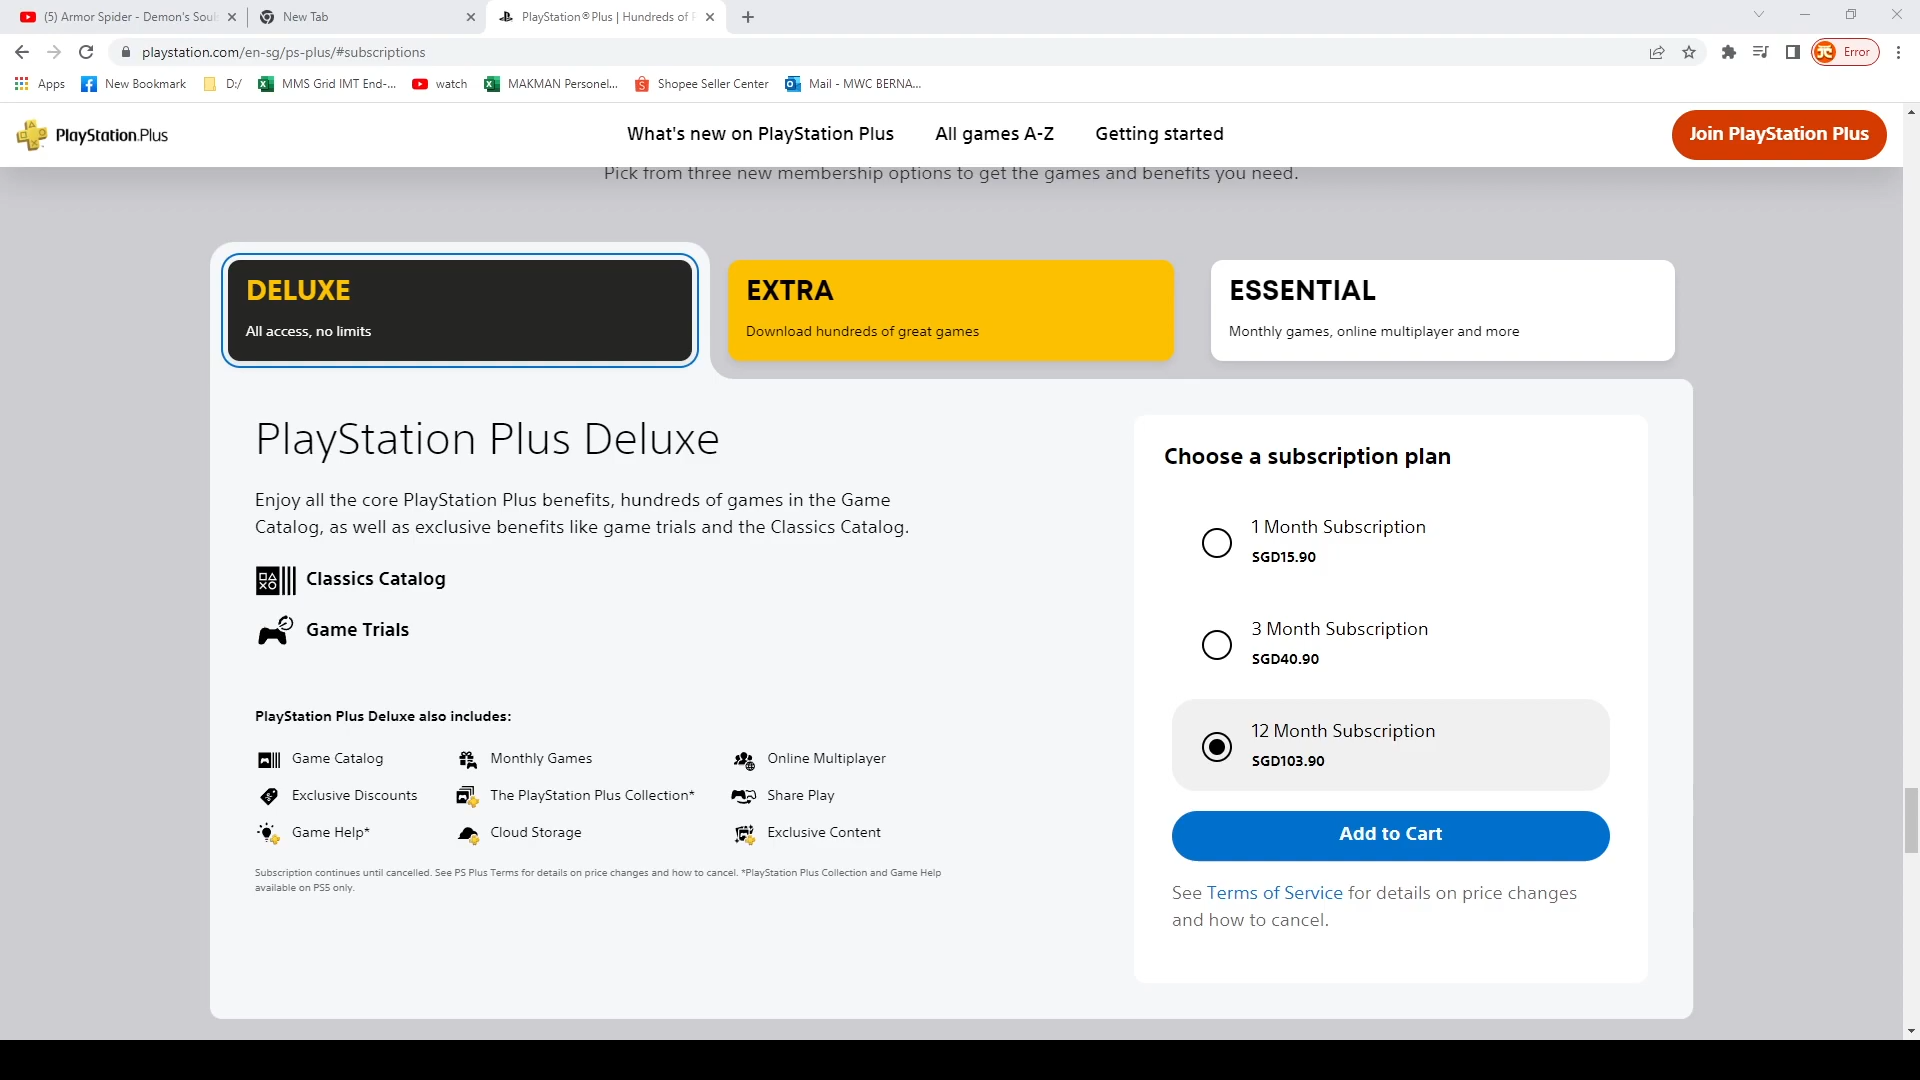 (5) Armor Spider - Demon's Soul
New Tab
PlayStation®Plus | Hundreds of
playstation.com/en-sg/ps-plus/#subscriptions
Error
Apps
New Bookmark
D:/
MMS Grid IMT End-...
watch
MAKMAN Personel...
Shopee Seller Center
Mail - MWC BERNA...
PlayStation.Plus
What's new on PlayStation Plus
All games A-Z
Getting started
Join PlayStation Plus
Pick from three new membership options to get the games and benefits you need.
DELUXE
All access, no limits
EXTRA
Download hundreds of great games
ESSENTIAL
Monthly games, online multiplayer and more
PlayStation Plus Deluxe
Enjoy all the core PlayStation Plus benefits, hundreds of games in the Game
Catalog, as well as exclusive benefits like game trials and the Classics Catalog.
Classics Catalog
Game Trials
PlayStation Plus Deluxe also includes:
Game Catalog
Monthly Games
Online Multiplayer
Exclusive Discounts
The PlayStation Plus Collection*
Share Play
Game Help*
Cloud Storage
Exclusive Content
Subscription continues until cancelled. See PS Plus Terms for details on price changes and how to cancel. *PlayStation Plus Collection and Game Help
available on PS5 only.
Choose a subscription plan
1 Month Subscription
SGD15.90
3 Month Subscription
SGD40.90
12 Month Subscription
SGD103.90
Add to Cart
See Terms of Service for details on price changes
and how to cancel.